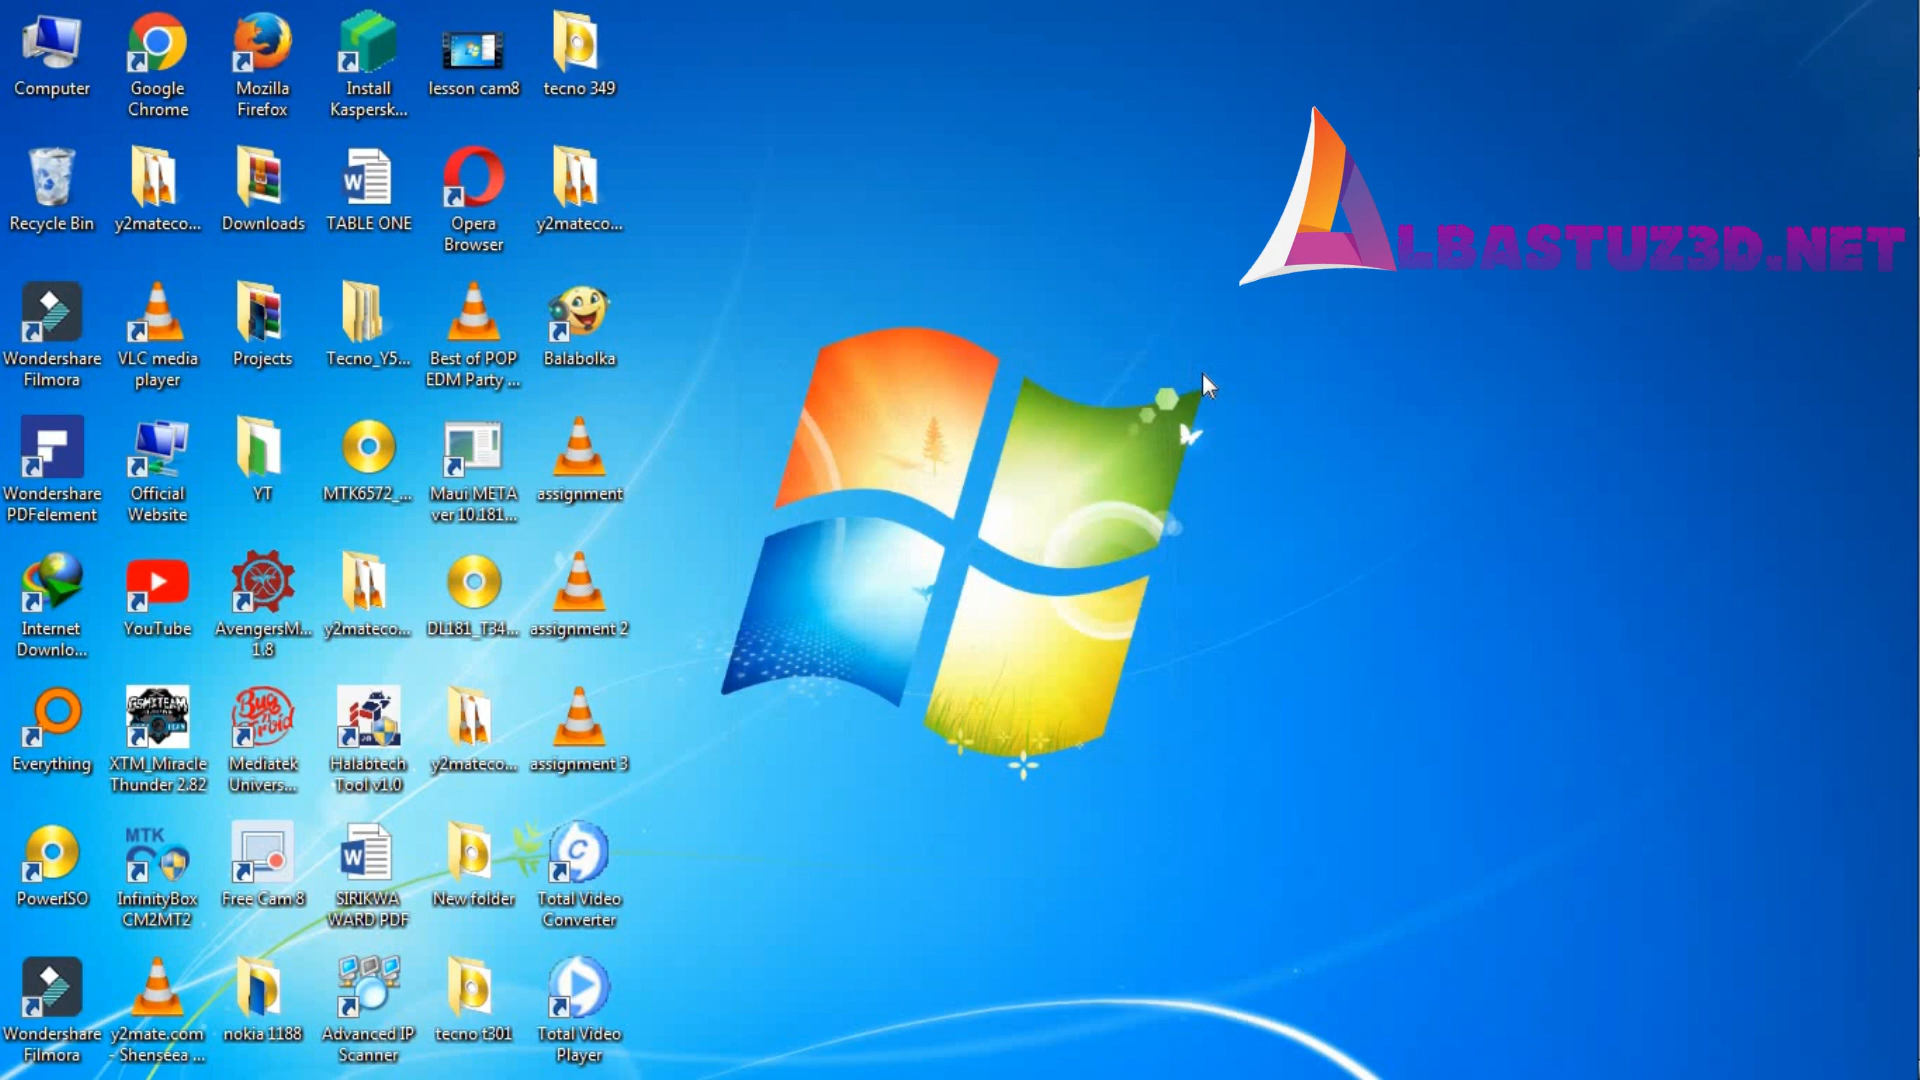 Computer
Google
Chrome
Mozilla
Firefox
Install
Kaspersk...
lesson cam8
tecno 349
ALBASTUZ3D.NET
Recycle Bin
y2mateco...
Downloads
W
TABLE ONE
Opera
Browser
y2mateco...
Wondershare
Filmora
VLC media
player
Projects
Tecno_Y5...
Best of POP
EDM Party ...
Balabolka
Wondershare
PDFelement
Official
Website
YT
MTK6572_...
Maui META
ver 10.181...
assignment
Internet
Downlo...
YouTube
AvengersM...
1.8
y2mateco...
DL181_T34...
assignment 2
Everything
GSMXTEAM
XTM_Miracle
Thunder 2.82
Bug
Troid
Mediatek
Univers...
Halabtech
Tool v1.0
y2mateco...
assignment 3
PowerISO
MTK
InfinityBox
CM2MT2
Free Cam 8
W
SIRIKWA
WARD PDF
New folder
C
Total Video
Converter
Wondershare
Filmora
y2mate.com
- Shenseea ...
nokia 1188
Advanced IP
Scanner
tecno t301
Total Video
Player